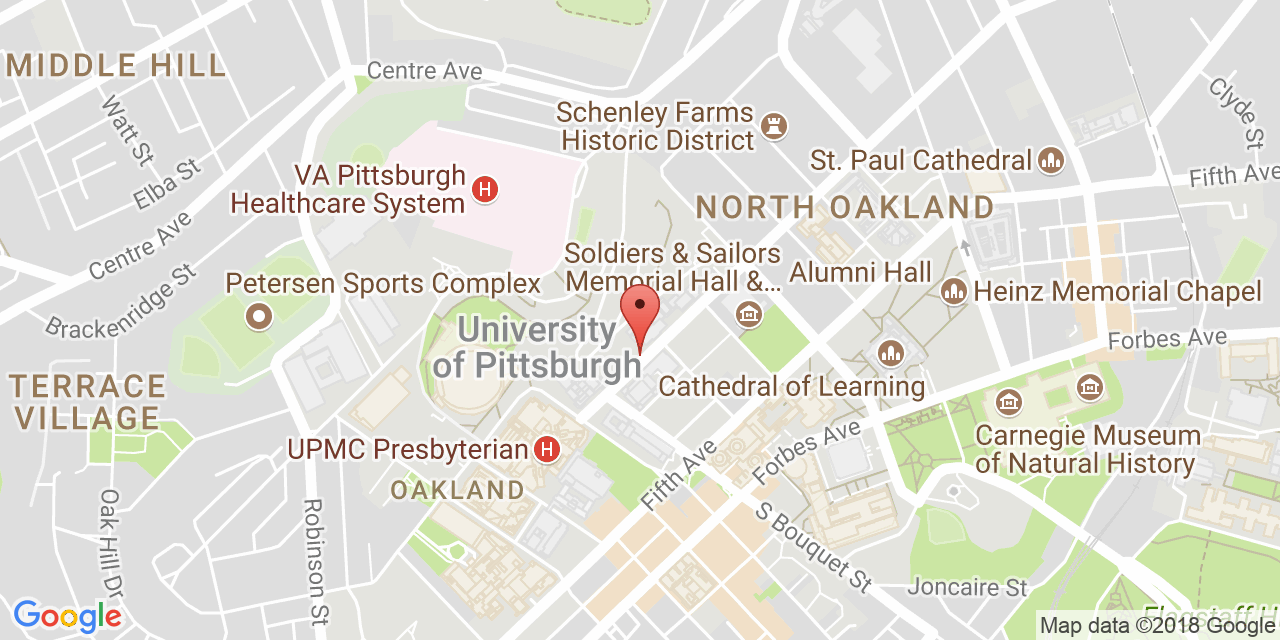 MIDDLE HILL
Centre Ave
Clyde St
Watt St
Schenley Farms
Historic District
St. Paul Cathedral
Elba St
VA Pittsburgh
Healthcare System
Fifth Ave
NORTH OAKLAND
Centre Ave
Soldiers & Sailors
Memorial Hall &...
Alumni Hall
Petersen Sports Complex
Heinz Memorial Chapel
Brackenridge St
University
of Pittsburgh
Forbes Ave
TERRACE
VILLAGE
Cathedral of Learning
UPMC Presbyterian
Forbes Ave
Carnegie Museum
of Natural History
OAKLAND
Fifth Ave
Oak Hill Dr
Robinson St
S Bouquet St
Joncaire St
Google
Map data ©2018 Google